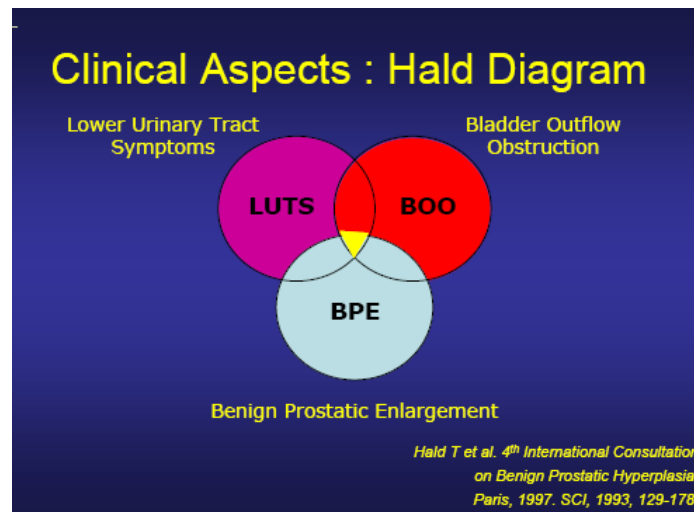 Clinical Aspects : Hald Diagram
Lower Urinary Tract
Symptoms
Bladder Outflow
Obstruction
LUTS
BOO
BPE
Benign Prostatic Enlargement
Hald T et al. 4th International Consultation
on Benign Prostatic Hyperplasia
Paris, 1997. SCI, 1993, 129-178